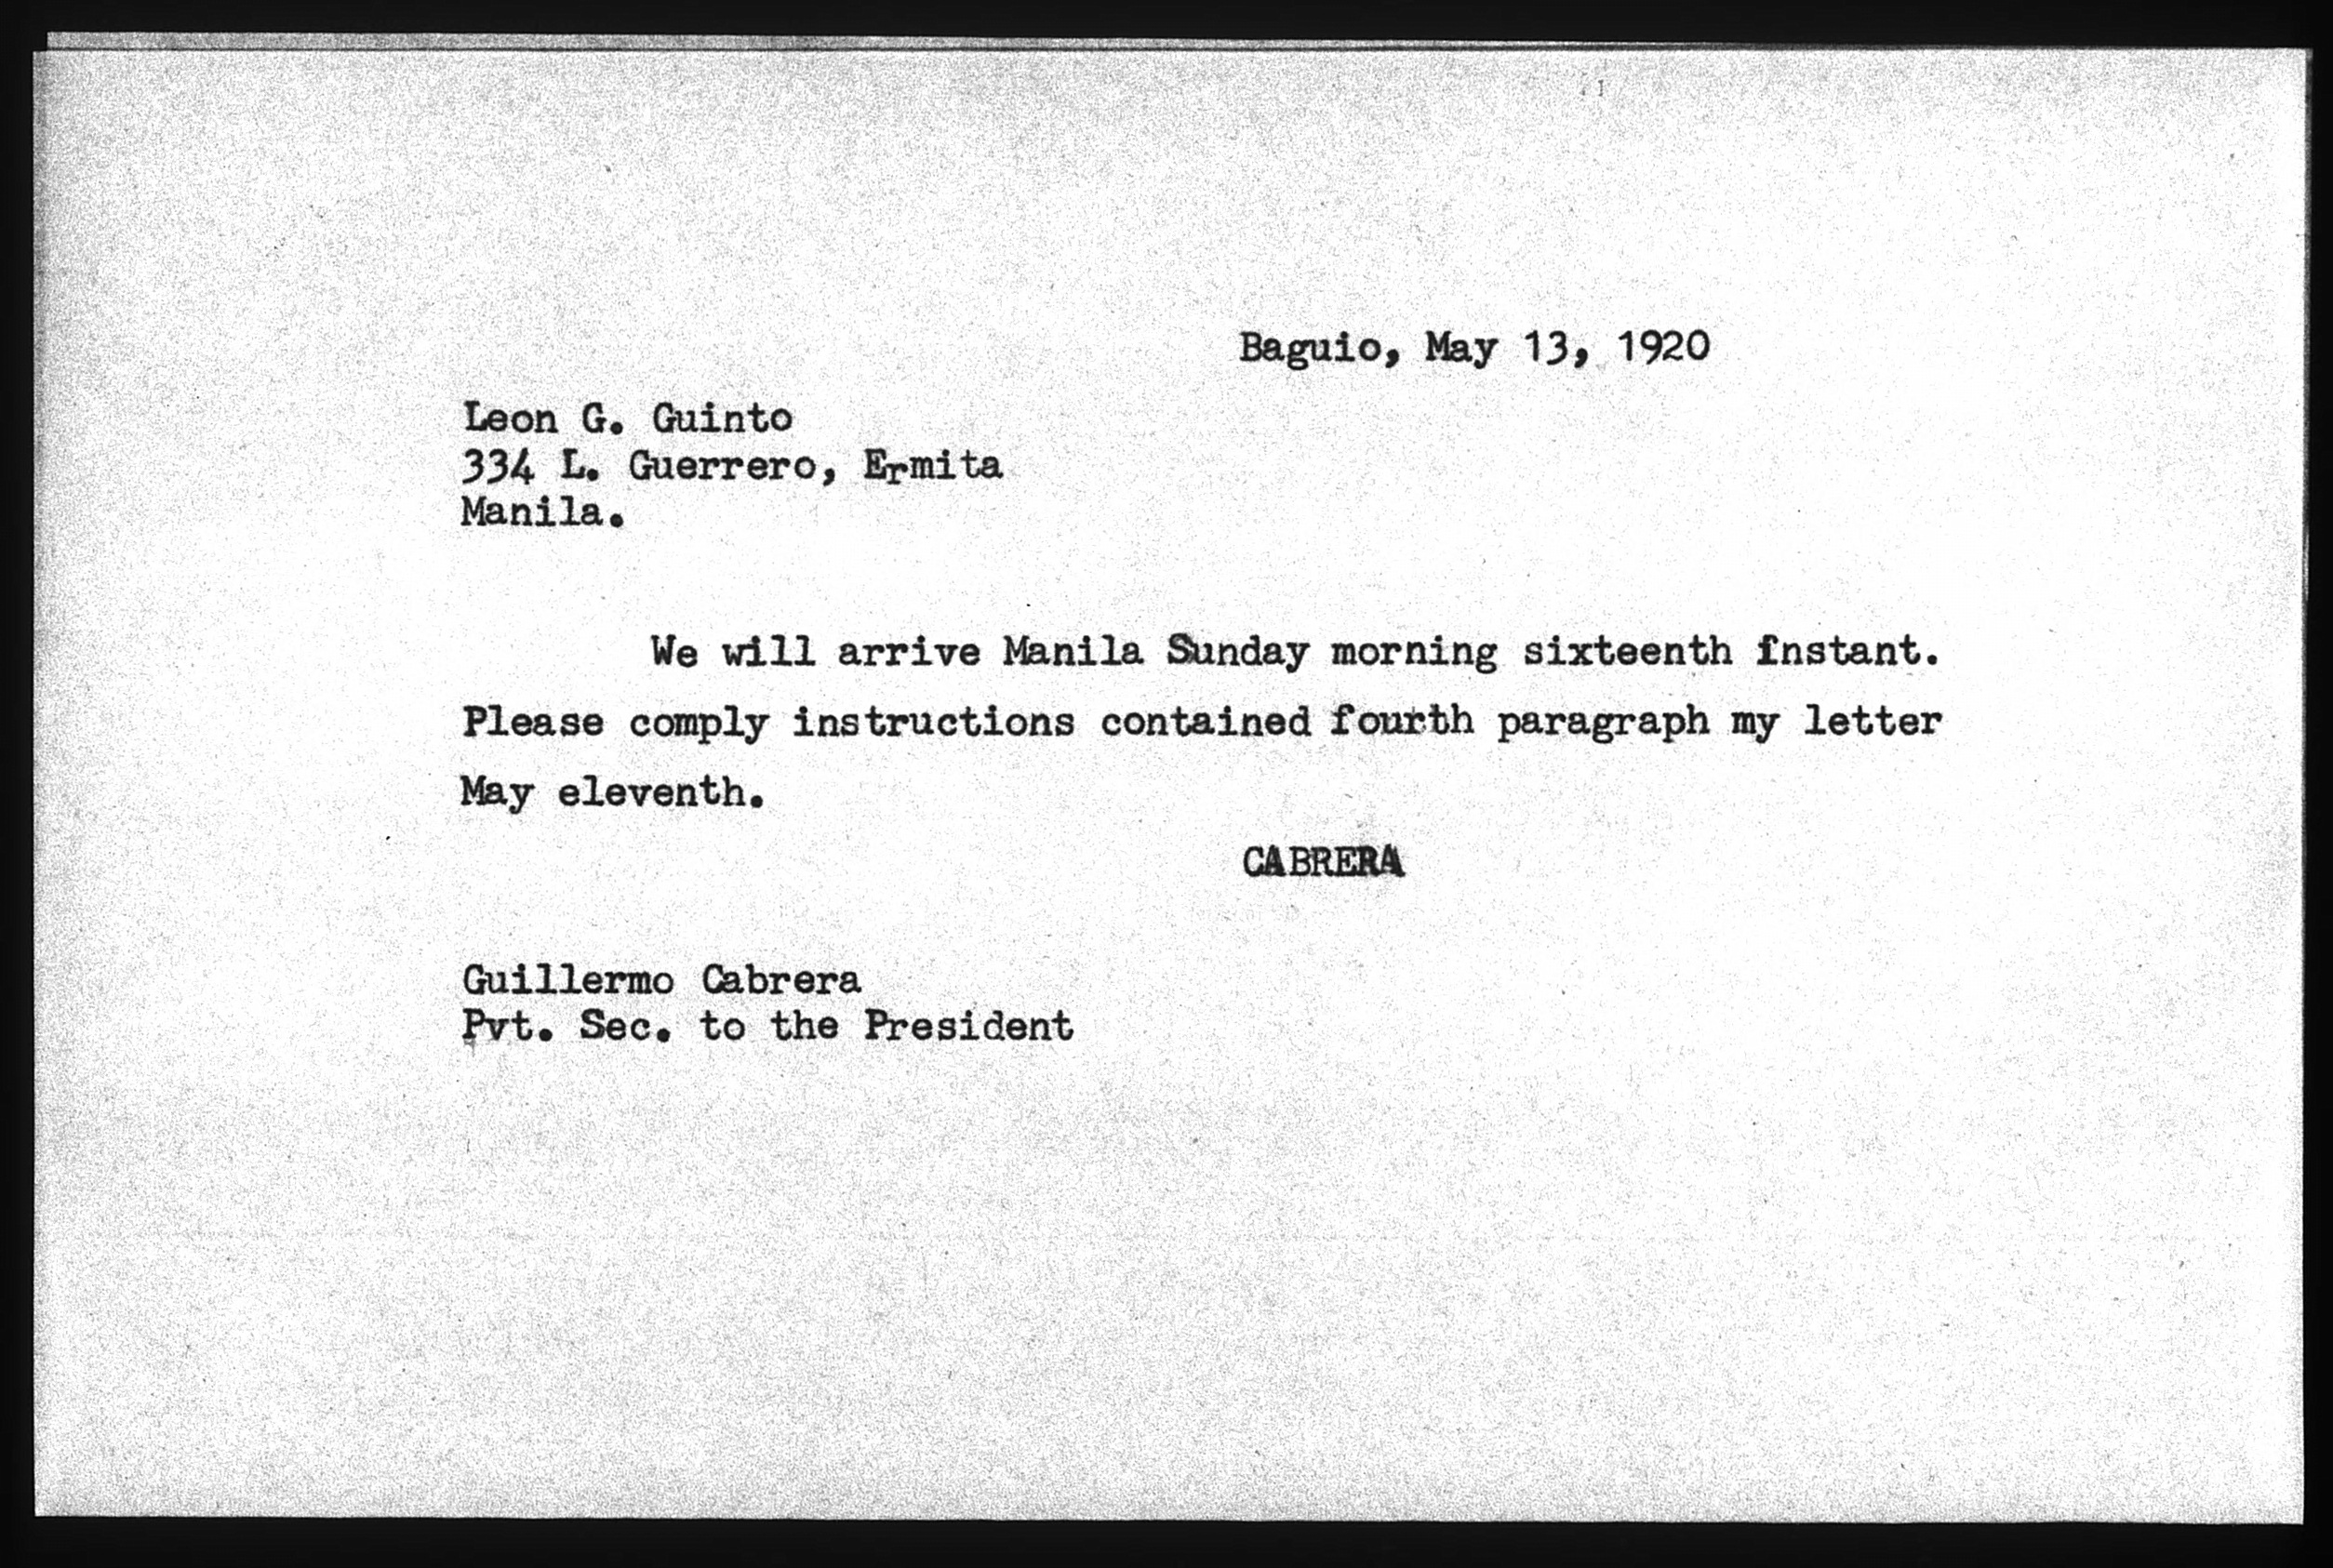 Baguio, May 13, 1920
Leon G. Guinto
334 L. Guerrero, Ermita
Manila.
We will arrive Manila Sunday morning sixteenth instant.
Please comply instructions contained fourth paragraph my letter
May eleventh.
CABRERA
Guillermo Cabrera
Pvt. Sec. to the President